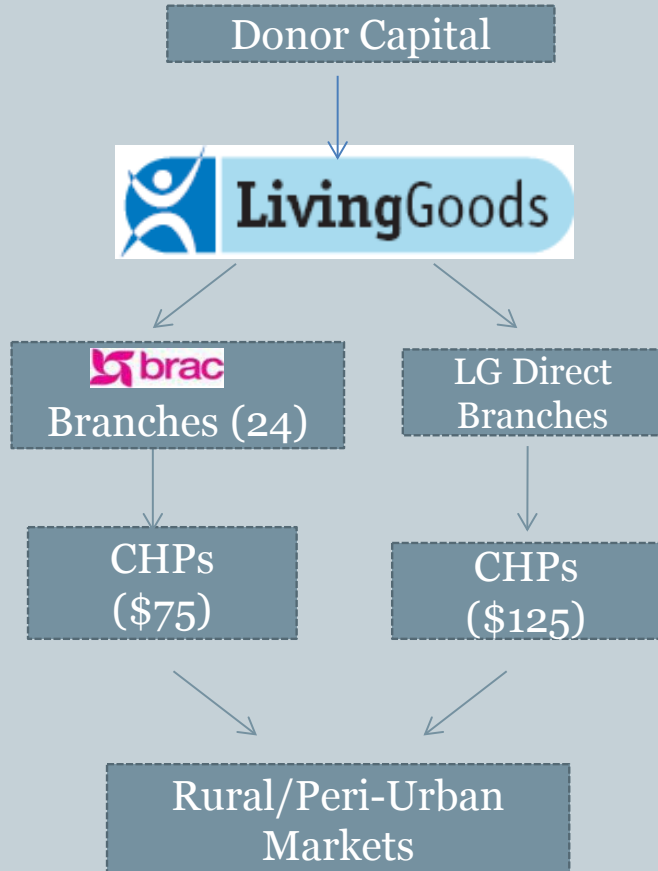 Donor Capital
LivingGoods
brac
Branches (24)
LG Direct
Branches
CHPs
($75)
CHPs
($125)
Rural/Peri-Urban
Markets